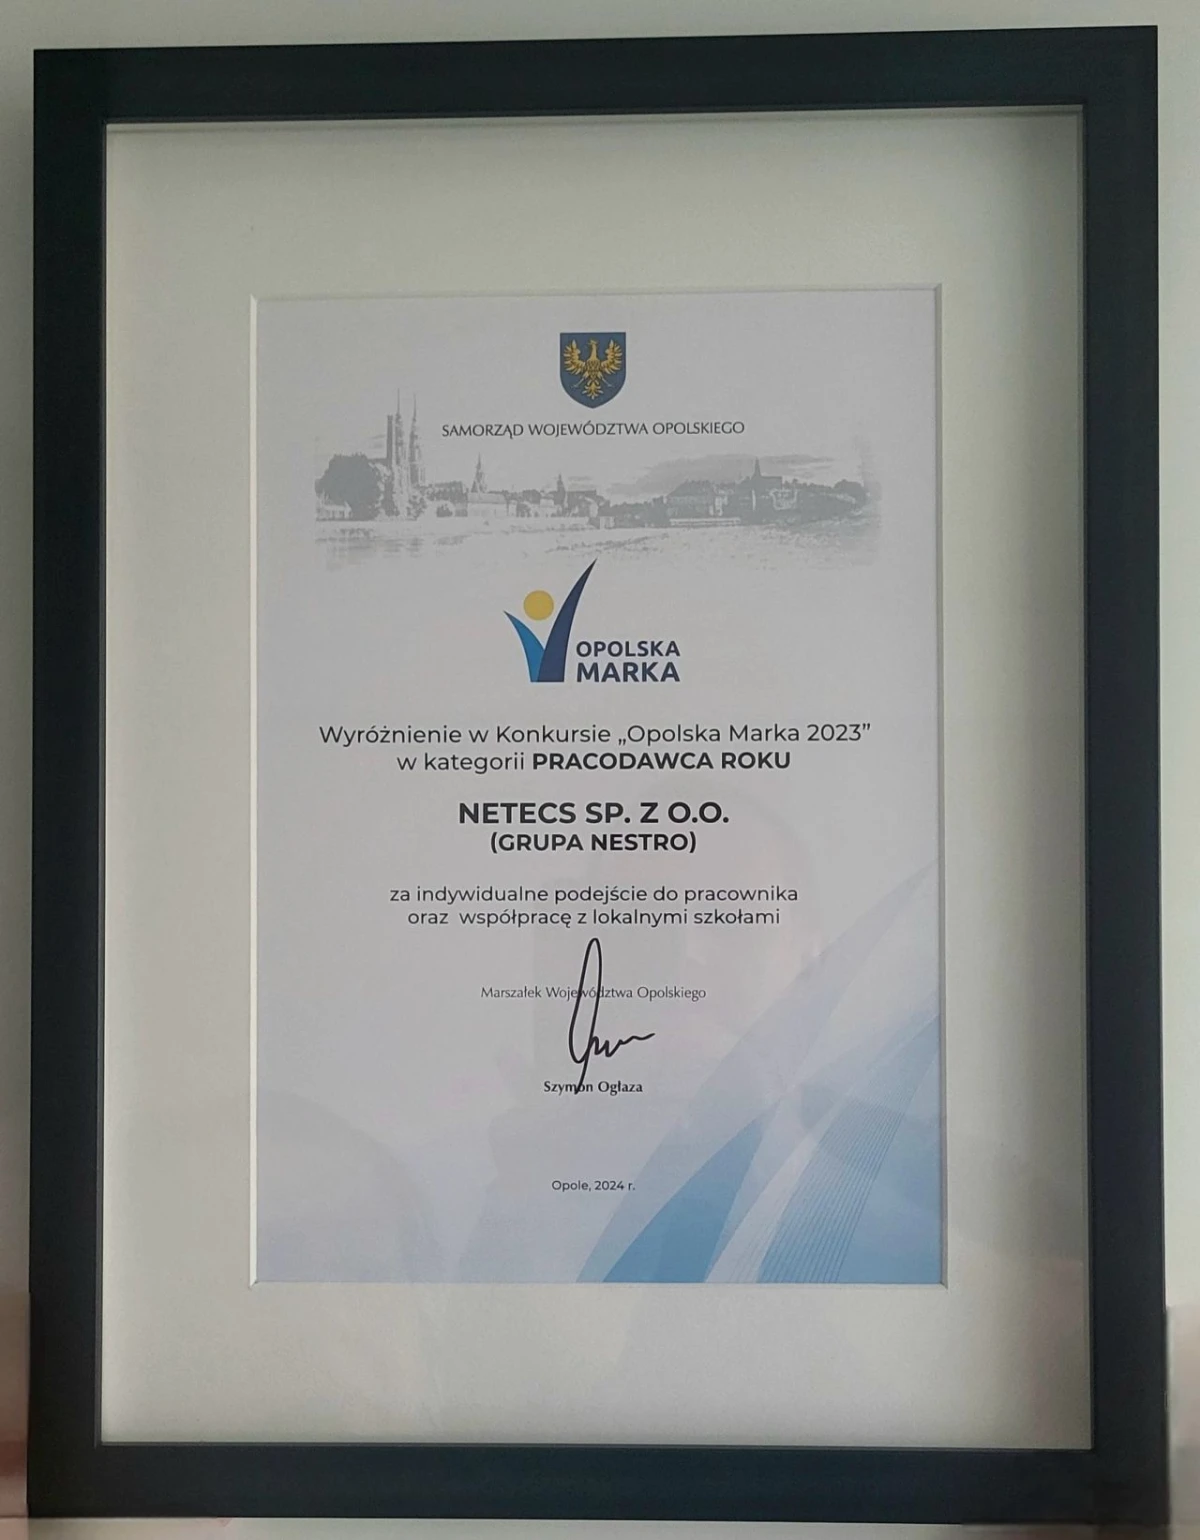 SAMORZĄD WOJEWÓDZTWA OPOLSKIEGO
OPOLSKA
MARKA
Wyróżnienie w Konkursie „Opolska Marka 2023”
w kategorii PRACODAWCA ROKU
NETECS SP. Z O.O.
(GRUPA NESTRO)
za indywidualne podejście do pracownika
oraz współpracę z lokalnymi szkołami
Marszałek Województwa Opolskiego
Szymon Ogłaza
Opole, 2024 r.